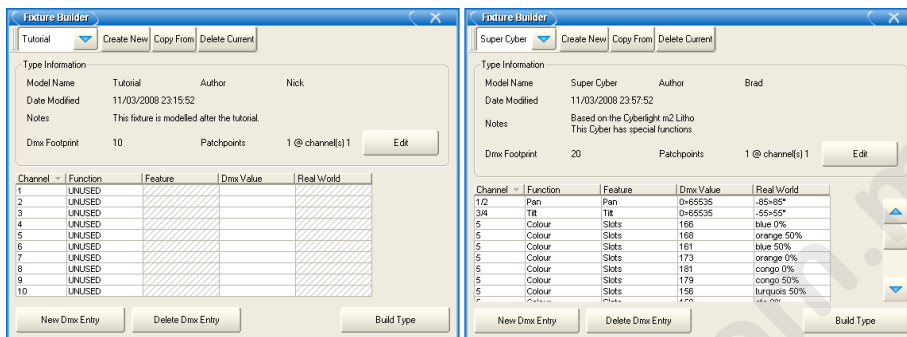 Fixture Builder
Tutorial Create New Copy From Delete Current
Type Information
Model Name Tutorial Author Nick
Date Modified 11/03/2008 23:15:52
Notes This fixture is modelled after the tutorial.
Dmx Footprint 10 Patchpoints 1 @ channel(s) 1 Edit
Channel Function Feature Dmx Value Real World
1 UNUSED
2 UNUSED
3 UNUSED
4 UNUSED
5 UNUSED
6 UNUSED
7 UNUSED
8 UNUSED
9 UNUSED
10 UNUSED
New Dmx Entry Delete Dmx Entry Build Type
Fixture Builder
Super Cyber Create New Copy From Delete Current
Type Information
Model Name Super Cyber Author Brad
Date Modified 11/03/2008 23:57:52
Notes Based on the Cyberlight m2 Litho
This Cyber has special functions
Dmx Footprint 20 Patchpoints 1 @ channel(s) 1 Edit
Channel Function Feature Dmx Value Real World
1/2 Pan Pan 0>65535 -85>85°
3/4 Tilt Tilt 0>65535 -55>55°
5 Colour Slots 166 blue 0%
5 Colour Slots 168 orange 50%
5 Colour Slots 161 blue 50%
5 Colour Slots 173 orange 0%
5 Colour Slots 181 congo 0%
5 Colour Slots 179 congo 50%
5 Colour Slots 156 turquois 50%
New Dmx Entry Delete Dmx Entry Build Type